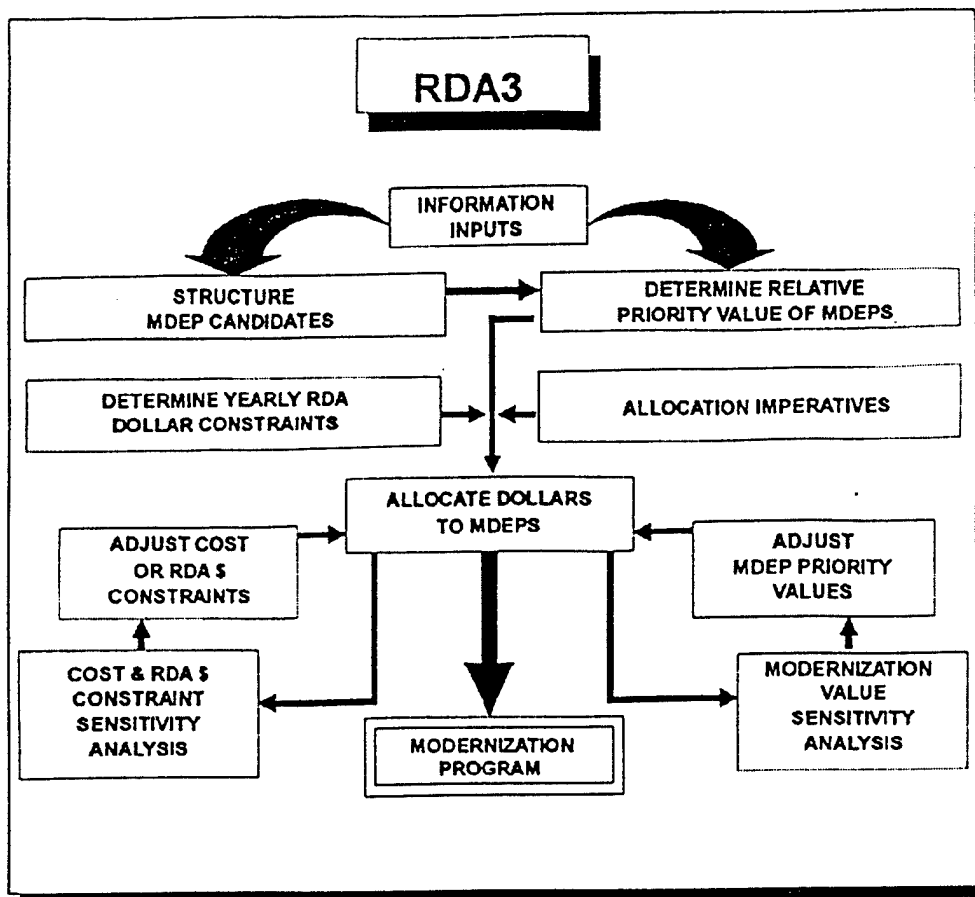 RDA3
INFORMATION
INPUTS
STRUCTURE
MDEP CANDIDATES
DETERMINE RELATIVE
PRIORITY VALUE OF MDEPS
DETERMINE YEARLY RDA
DOLLAR CONSTRAINTS
ALLOCATION IMPERATIVES
ALLOCATE DOLLARS
TO MDEPS
ADJUST COST
OR RDA $
CONSTRAINTS
ADJUST
MDEP PRIORITY
VALUES
COST & RDA $
CONSTRAINT
SENSITIVITY
ANALYSIS
MODERNIZATION
VALUE
SENSITIVITY
ANALYSIS
MODERNIZATION
PROGRAM